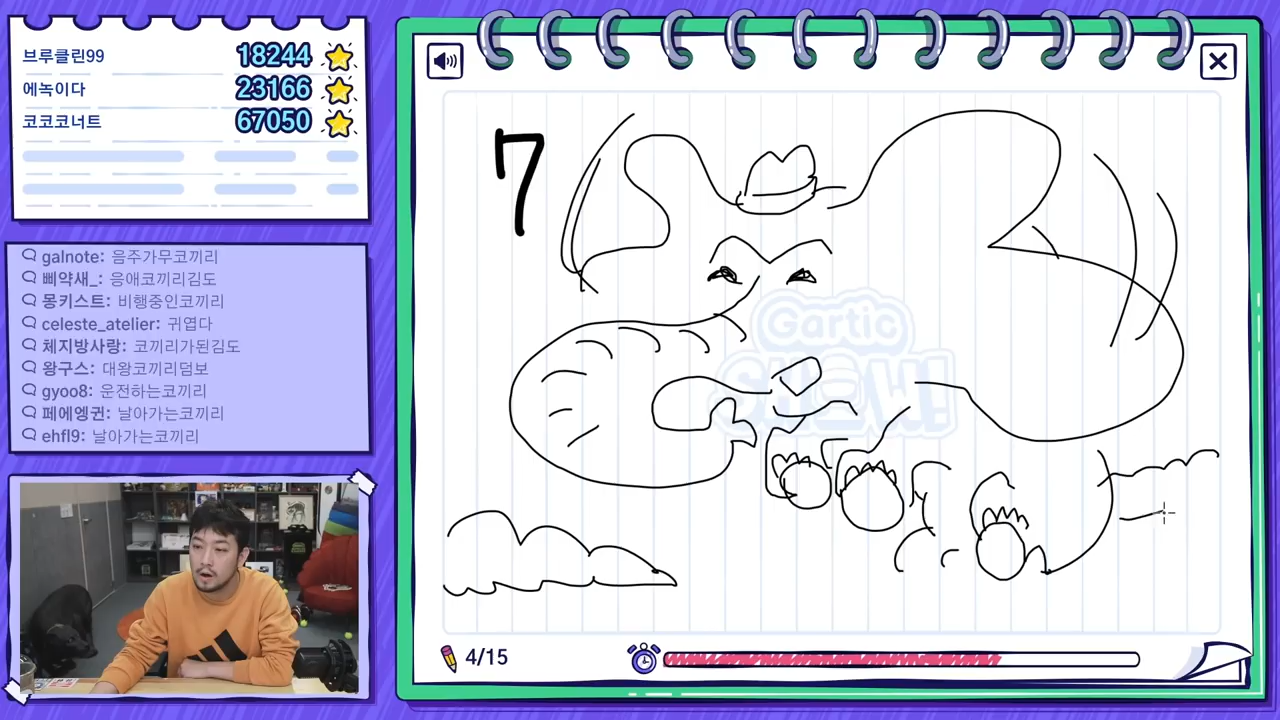 브루클린99 18244
에녹이다 23166
코코코너트 67050
galnote: 음주가무코끼리
삐약새_: 응애코끼리김도
몽키스트: 비행중인코끼리
celeste_atelier: 귀엽다
체지방사랑: 코끼리가된김도
왕구스: 대왕코끼리덤보
gyoo8: 운전하는코끼리
페에엥귄: 날아가는코끼리
ehfl9: 날아가는코끼리
7
Gartic
SHOW!
4/15